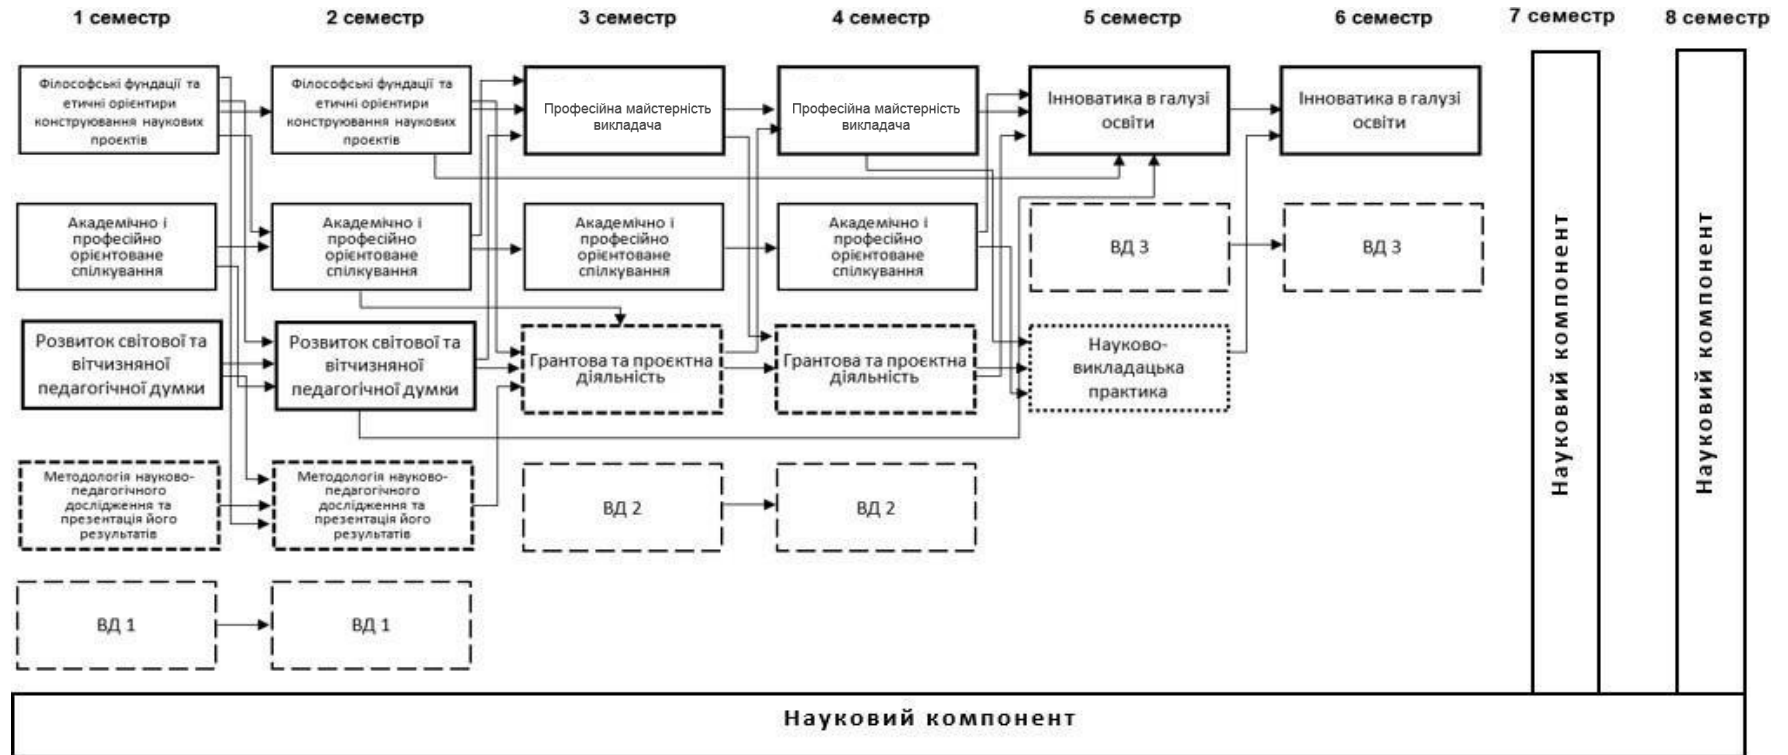 1 семестр
2 семестр
3 семестр
4 семестр
5 семестр
6 семестр
7 семестр
8 семестр
Філософські фундації та
етичні орієнтири
конструювання наукових
проєктів
Філософські фундації та
етичні орієнтири
конструювання наукових
проєктів
Професійна майстерність
викладача
Професійна майстерність
викладача
Інноватика в галузі
освіти
Інноватика в галузі
освіти
Академічно і
професійно
орієнтоване
спілкування
Академічно і
професійно
орієнтоване
спілкування
Академічно і
професійно
орієнтоване
спілкування
Академічно і
професійно
орієнтоване
спілкування
ВД 3
ВД 3
Розвиток світової та
вітчизняної
педагогічної думки
Розвиток світової та
вітчизняної
педагогічної думки
Грантова та проєктна
діяльність
Грантова та проєктна
діяльність
Науково-
викладацька
практика
Методологія науково-
педагогічного
дослідження та
презентація його
результатів
Методологія науково-
педагогічного
дослідження та
презентація його
результатів
ВД 2
ВД 2
ВД 1
ВД 1
Науковий компонент
Науковий компонент
Науковий компонент